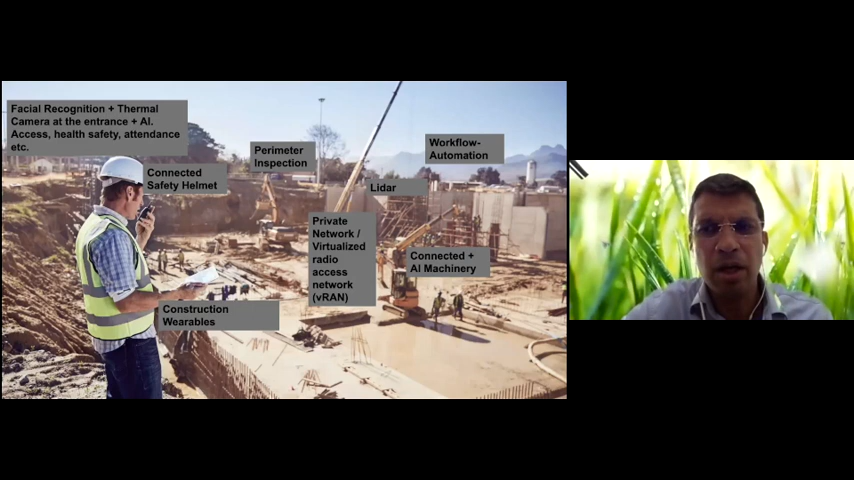 Facial Recognition + Thermal
Camera at the entrance + AI.
Access, health safety, attendance
etc.
Connected
Safety Helmet
Perimeter
Inspection
Workflow-
Automation
Lidar
Private
Network /
Virtualized
radio
access
network
(vRAN)
Connected +
AI Machinery
Construction
Wearables